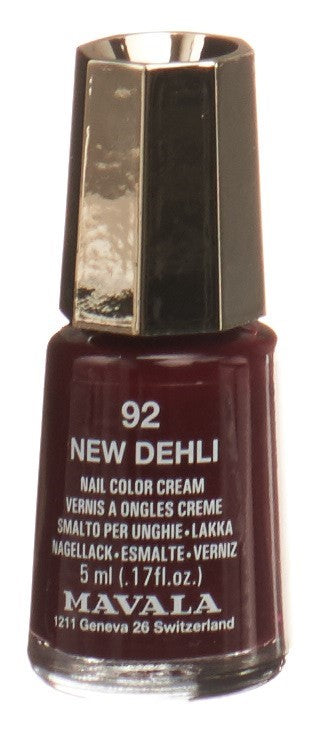 92
NEW DEHLI
NAIL COLOR CREAM
VERNIS A ONGLES CREME
SMALTO PER UNGHIE•LAKKA
NAGELLACK•ESMALTE•VERNIZ
5 ml (.17fl.oz.)
MAVALA
1211 Geneva 26 Switzerland